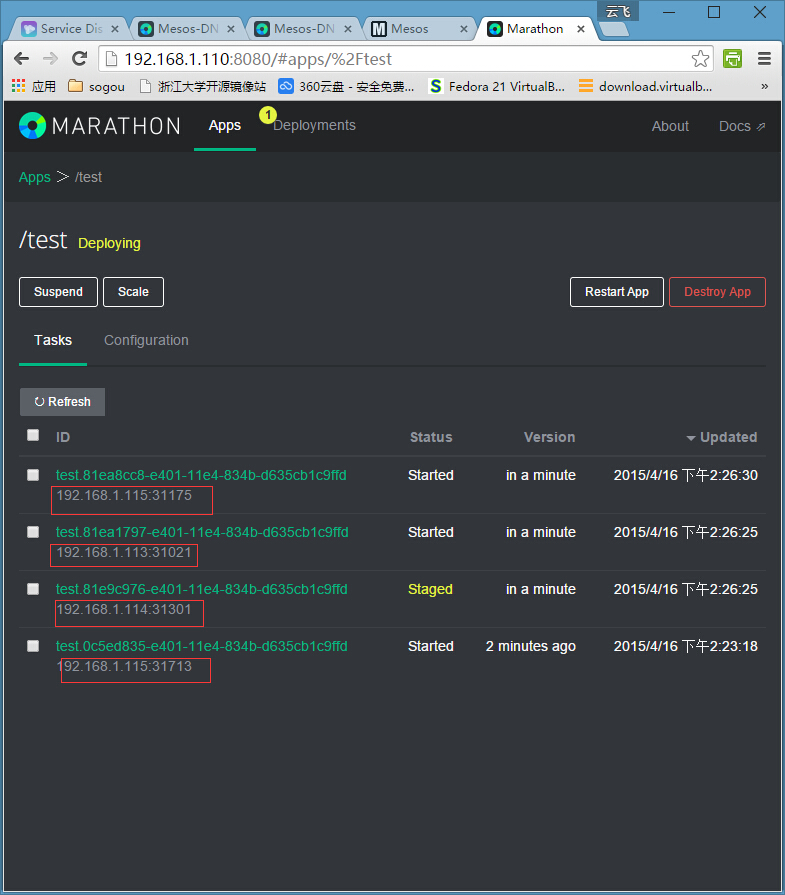 云飞
Service Dis
Mesos-DN
Mesos-DN
Mesos
Marathon
192.168.1.110:8080/#apps/%2Ftest
应用
sogou
浙江大学开源镜像站
360云盘 - 安全免费...
Fedora 21 VirtualB...
download.virtualb...
»
MARATHON
Apps
1
Deployments
About
Docs
Apps > /test
/test Deploying
Suspend
Scale
Restart App
Destroy App
Tasks
Configuration
Refresh
ID Status Version Updated
test.81ea8cc8-e401-11e4-834b-d635cb1c9ffd Started in a minute 2015/4/16 下午2:26:30
192.168.1.115:31175
test.81ea1797-e401-11e4-834b-d635cb1c9ffd Started in a minute 2015/4/16 下午2:26:25
192.168.1.113:31021
test.81e9c976-e401-11e4-834b-d635cb1c9ffd Staged in a minute 2015/4/16 下午2:26:25
192.168.1.114:31301
test.0c5ed835-e401-11e4-834b-d635cb1c9ffd Started 2 minutes ago 2015/4/16 下午2:23:18
192.168.1.115:31713